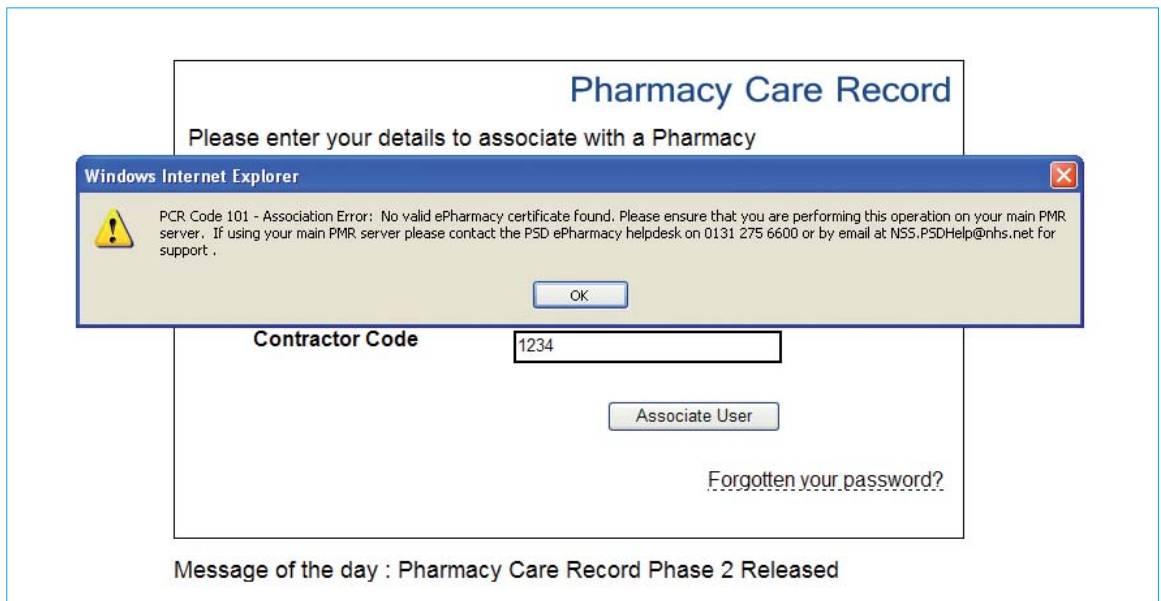 Pharmacy Care Record
Please enter your details to associate with a Pharmacy
Windows Internet Explorer
PCR Code 101 - Association Error: No valid ePharmacy certificate found. Please ensure that you are performing this operation on your main PMR
server. If using your main PMR server please contact the PSD ePharmacy helpdesk on 0131 275 6600 or by email at NSS.PSDHelp@nhs.net for
support .
OK
Contractor Code
1234
Associate User
Forgotten your password?
Message of the day : Pharmacy Care Record Phase 2 Released